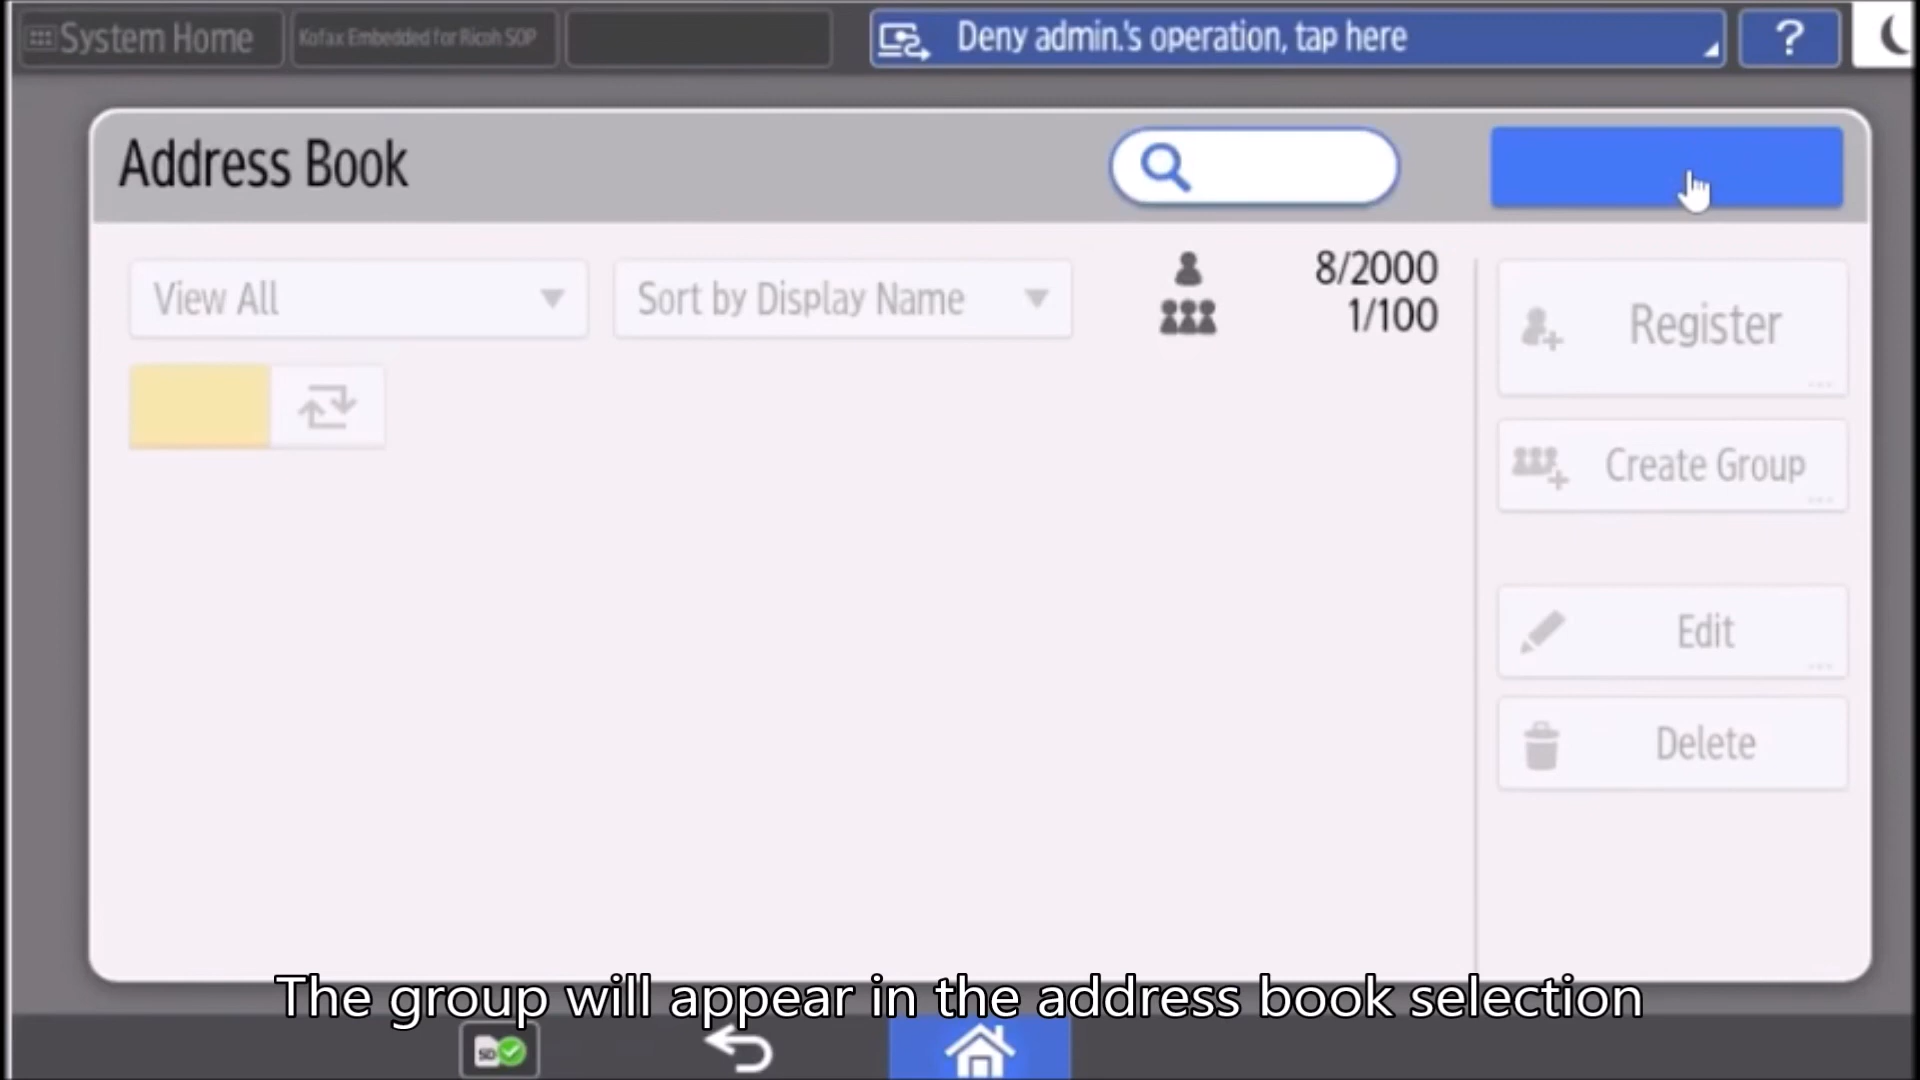 System Home
Kofax Embedded for Ricoh SOP
Deny admin.'s operation, tap here
?
Address Book
View All
Sort by Display Name
8/2000
1/100
Register
...
Create Group
...
Edit
...
Delete
The group will appear in the address book selection
SD